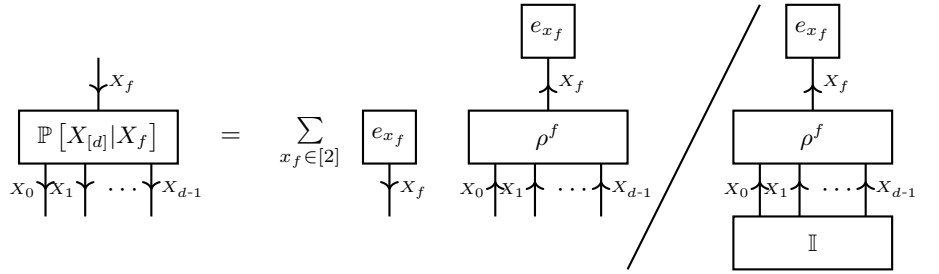 e_{x_f} e_{x_f}
X_f X_f X_f
ℙ [X_{[d]}|X_f] = ∑_{x_f∈[2]} e_{x_f} ρ^f ρ^f
X_0 X_1 ⋯ X_{d-1} X_f X_0 X_1 ⋯ X_{d-1} X_0 X_1 ⋯ X_{d-1}
𝕀